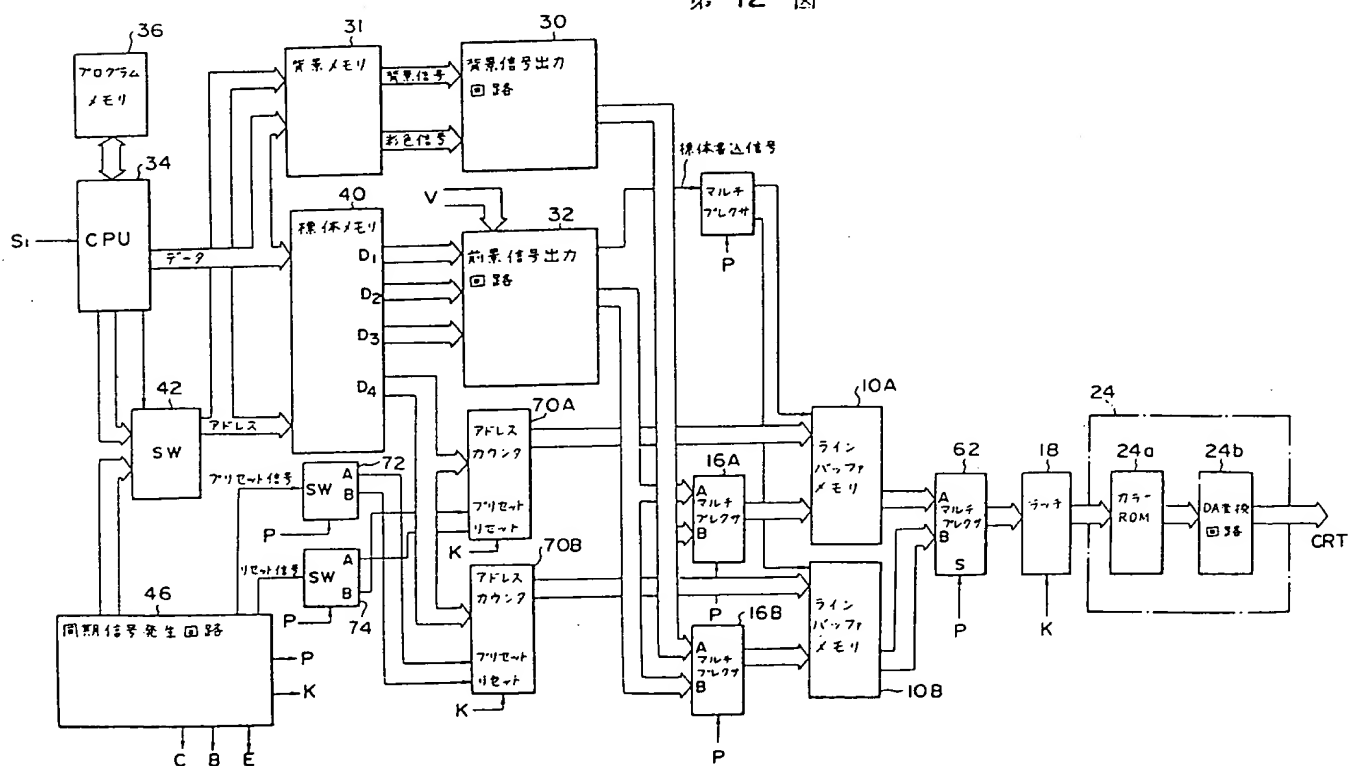 第 12 図
36
プログラム
メモリ
34
CPU
S1
データ
42
SW
アドレス
46
同期信号発生回路
P
K
C
B
E
31
背景メモリ
背景信号
彩色信号
30
背景信号出力
回路
40
標体メモリ
D1
D2
D3
D4
V
32
前景信号出力
回路
標体書込信号
マルチ
プレクサ
P
プリセット信号
72
SW
A
B
P
リセット信号
SW
A
B
P
74
70A
アドレス
カウンタ
プリセット
リセット
K
70B
アドレス
カウンタ
プリセット
リセット
K
16A
A
マルチ
プレクサ
B
P
16B
A
マルチ
プレクサ
B
P
10A
ライン
バッファ
メモリ
ライン
バッファ
メモリ
10B
62
A
マルチ
プレクサ
B
S
P
18
ラッチ
K
24
24a
カラー
ROM
24b
DA変換
回路
CRT